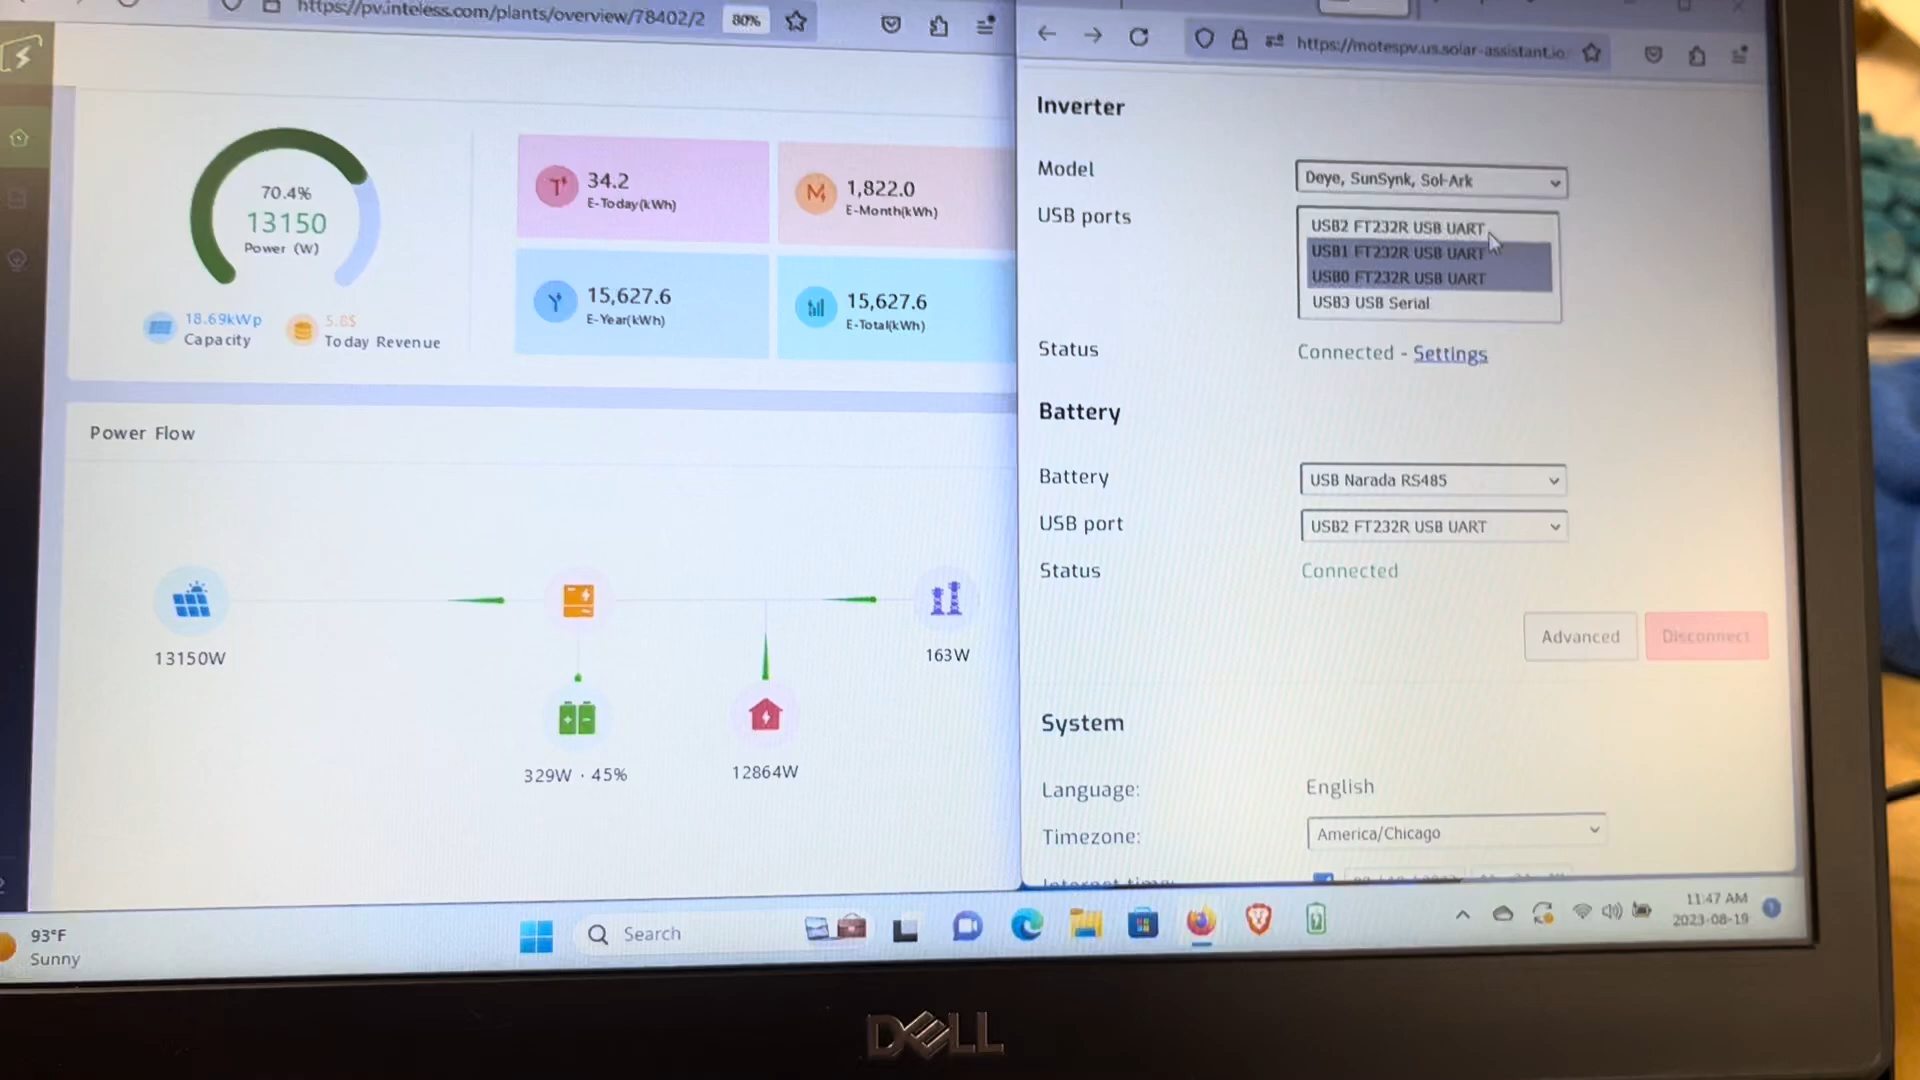 https://pv.inteless.com/plants/overview/78402/2
80%
70.4%
13150
Power (W)
18.69kWp
Capacity
5.8$
Today Revenue
34.2
E-Today(kWh)
1,822.0
E-Month(kWh)
15,627.6
E-Year(kWh)
15,627.6
E-Total(kWh)
Power Flow
13150W
163W
329W · 45%
12864W
https://motespv.us.solar-assistant.io
Inverter
Model
Deye, SunSynk, Sol-Ark
USB ports
USB2 FT232R USB UART
USB1 FT232R USB UART
USB0 FT232R USB UART
USB3 USB Serial
Status
Connected - Settings
Battery
Battery
USB Narada RS485
USB port
USB2 FT232R USB UART
Status
Connected
Advanced
Disconnect
System
Language:
English
Timezone:
America/Chicago
93°F
Sunny
Search
11:47 AM
2023-08-19
DELL